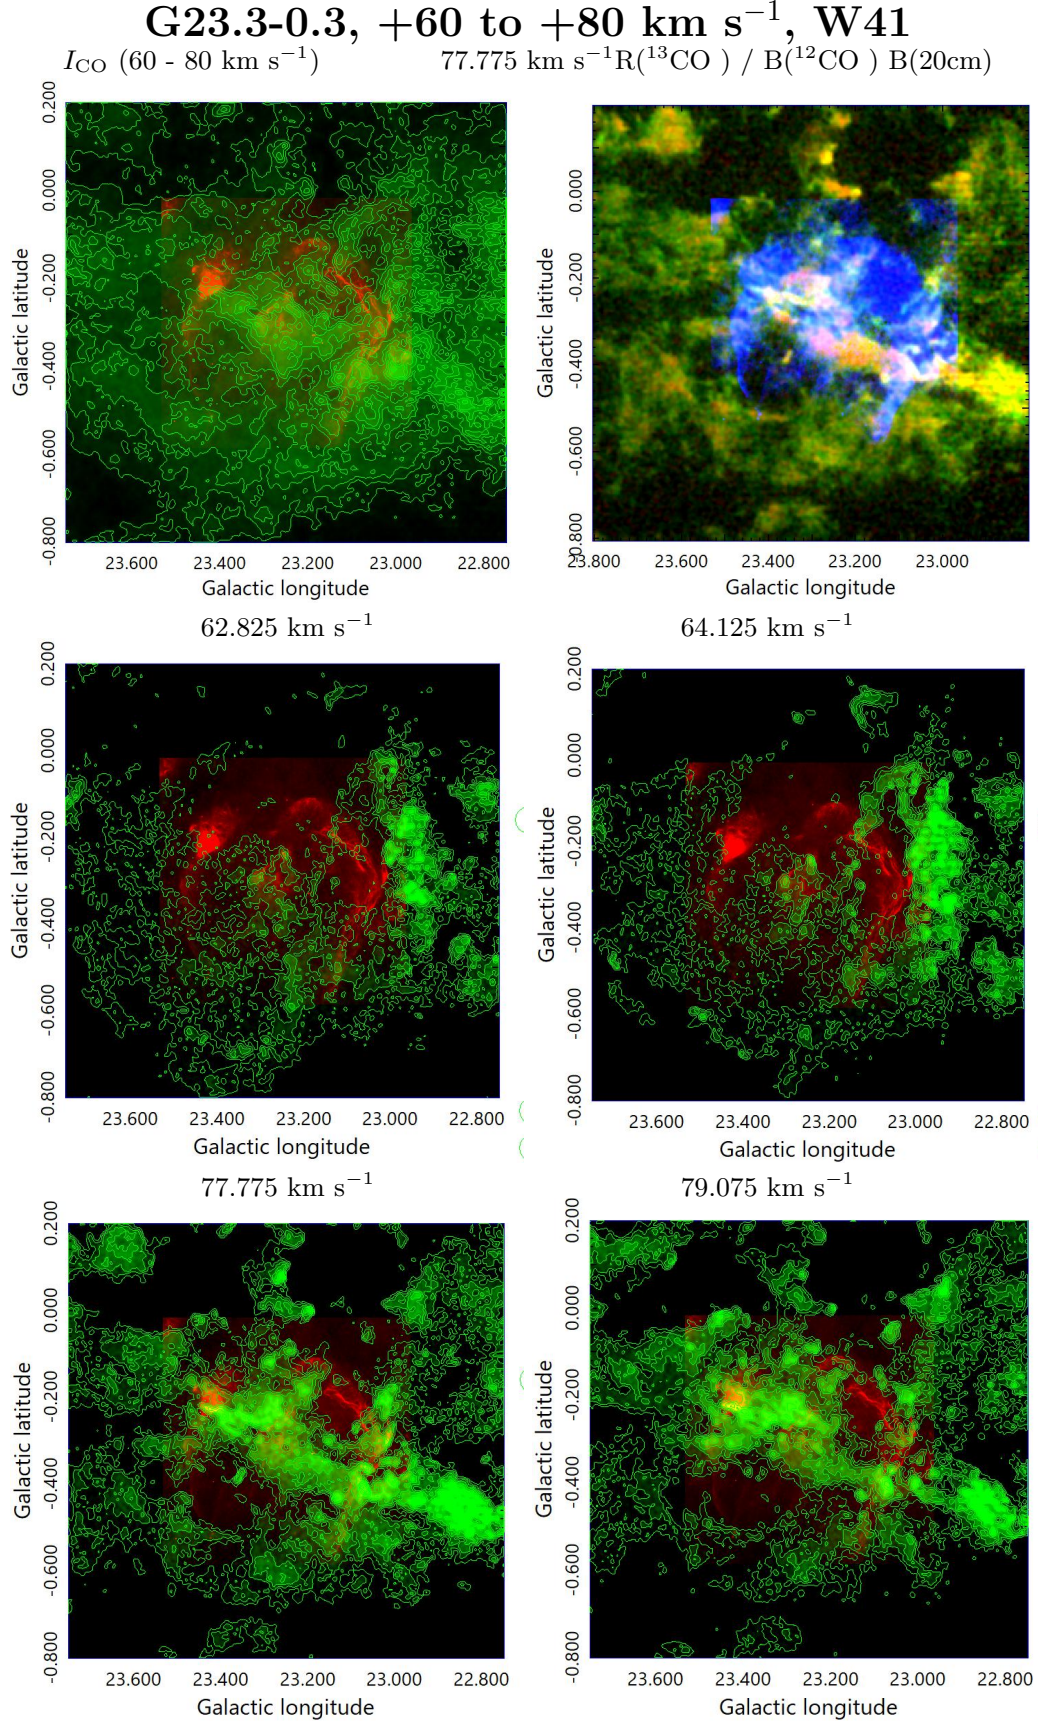 G23.3-0.3, +60 to +80 km s⁻¹, W41
I_CO (60 - 80 km s⁻¹) 77.775 km s⁻¹R(¹³CO ) / B(¹²CO ) B(20cm)
0.200
0.000
-0.200
-0.400
-0.600
-0.800
Galactic latitude
23.600 23.400 23.200 23.000 22.800
Galactic longitude
0.200
0.000
-0.200
-0.400
-0.600
-0.800
Galactic latitude
23.800 23.600 23.400 23.200 23.000
Galactic longitude
62.825 km s⁻¹
0.200
0.000
-0.200
-0.400
-0.600
-0.800
Galactic latitude
23.600 23.400 23.200 23.000 22.800
Galactic longitude
64.125 km s⁻¹
0.200
0.000
-0.200
-0.400
-0.600
-0.800
Galactic latitude
23.600 23.400 23.200 23.000 22.800
Galactic longitude
77.775 km s⁻¹
0.200
0.000
-0.200
-0.400
-0.600
-0.800
Galactic latitude
23.600 23.400 23.200 23.000 22.800
Galactic longitude
79.075 km s⁻¹
0.200
0.000
-0.200
-0.400
-0.600
-0.800
Galactic latitude
23.600 23.400 23.200 23.000 22.800
Galactic longitude